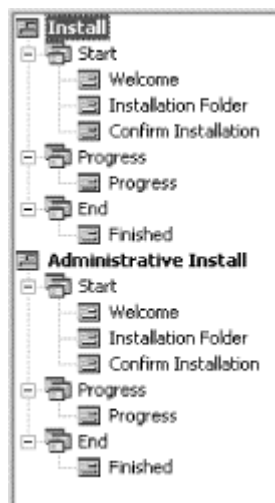 Install
Start
Welcome
Installation Folder
Confirm Installation
Progress
Progress
End
Finished
Administrative Install
Start
Welcome
Installation Folder
Confirm Installation
Progress
Progress
End
Finished